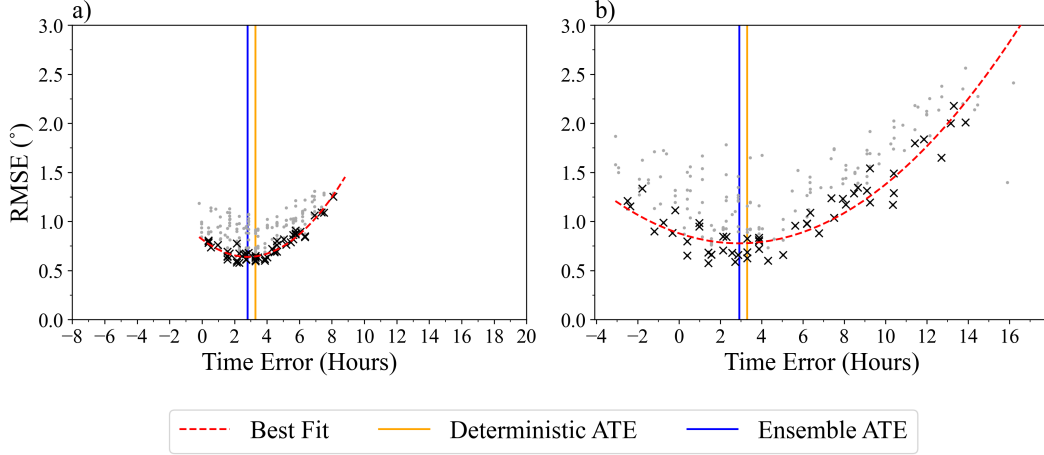 a)
b)
RMSE (°)
3.0
2.5
2.0
1.5
1.0
0.5
0.0
−8 −6 −4 −2 0 2 4 6 8 10 12 14 16 18 20
Time Error (Hours)
3.0
2.5
2.0
1.5
1.0
0.5
0.0
−4 −2 0 2 4 6 8 10 12 14 16
Time Error (Hours)
Best Fit Deterministic ATE Ensemble ATE